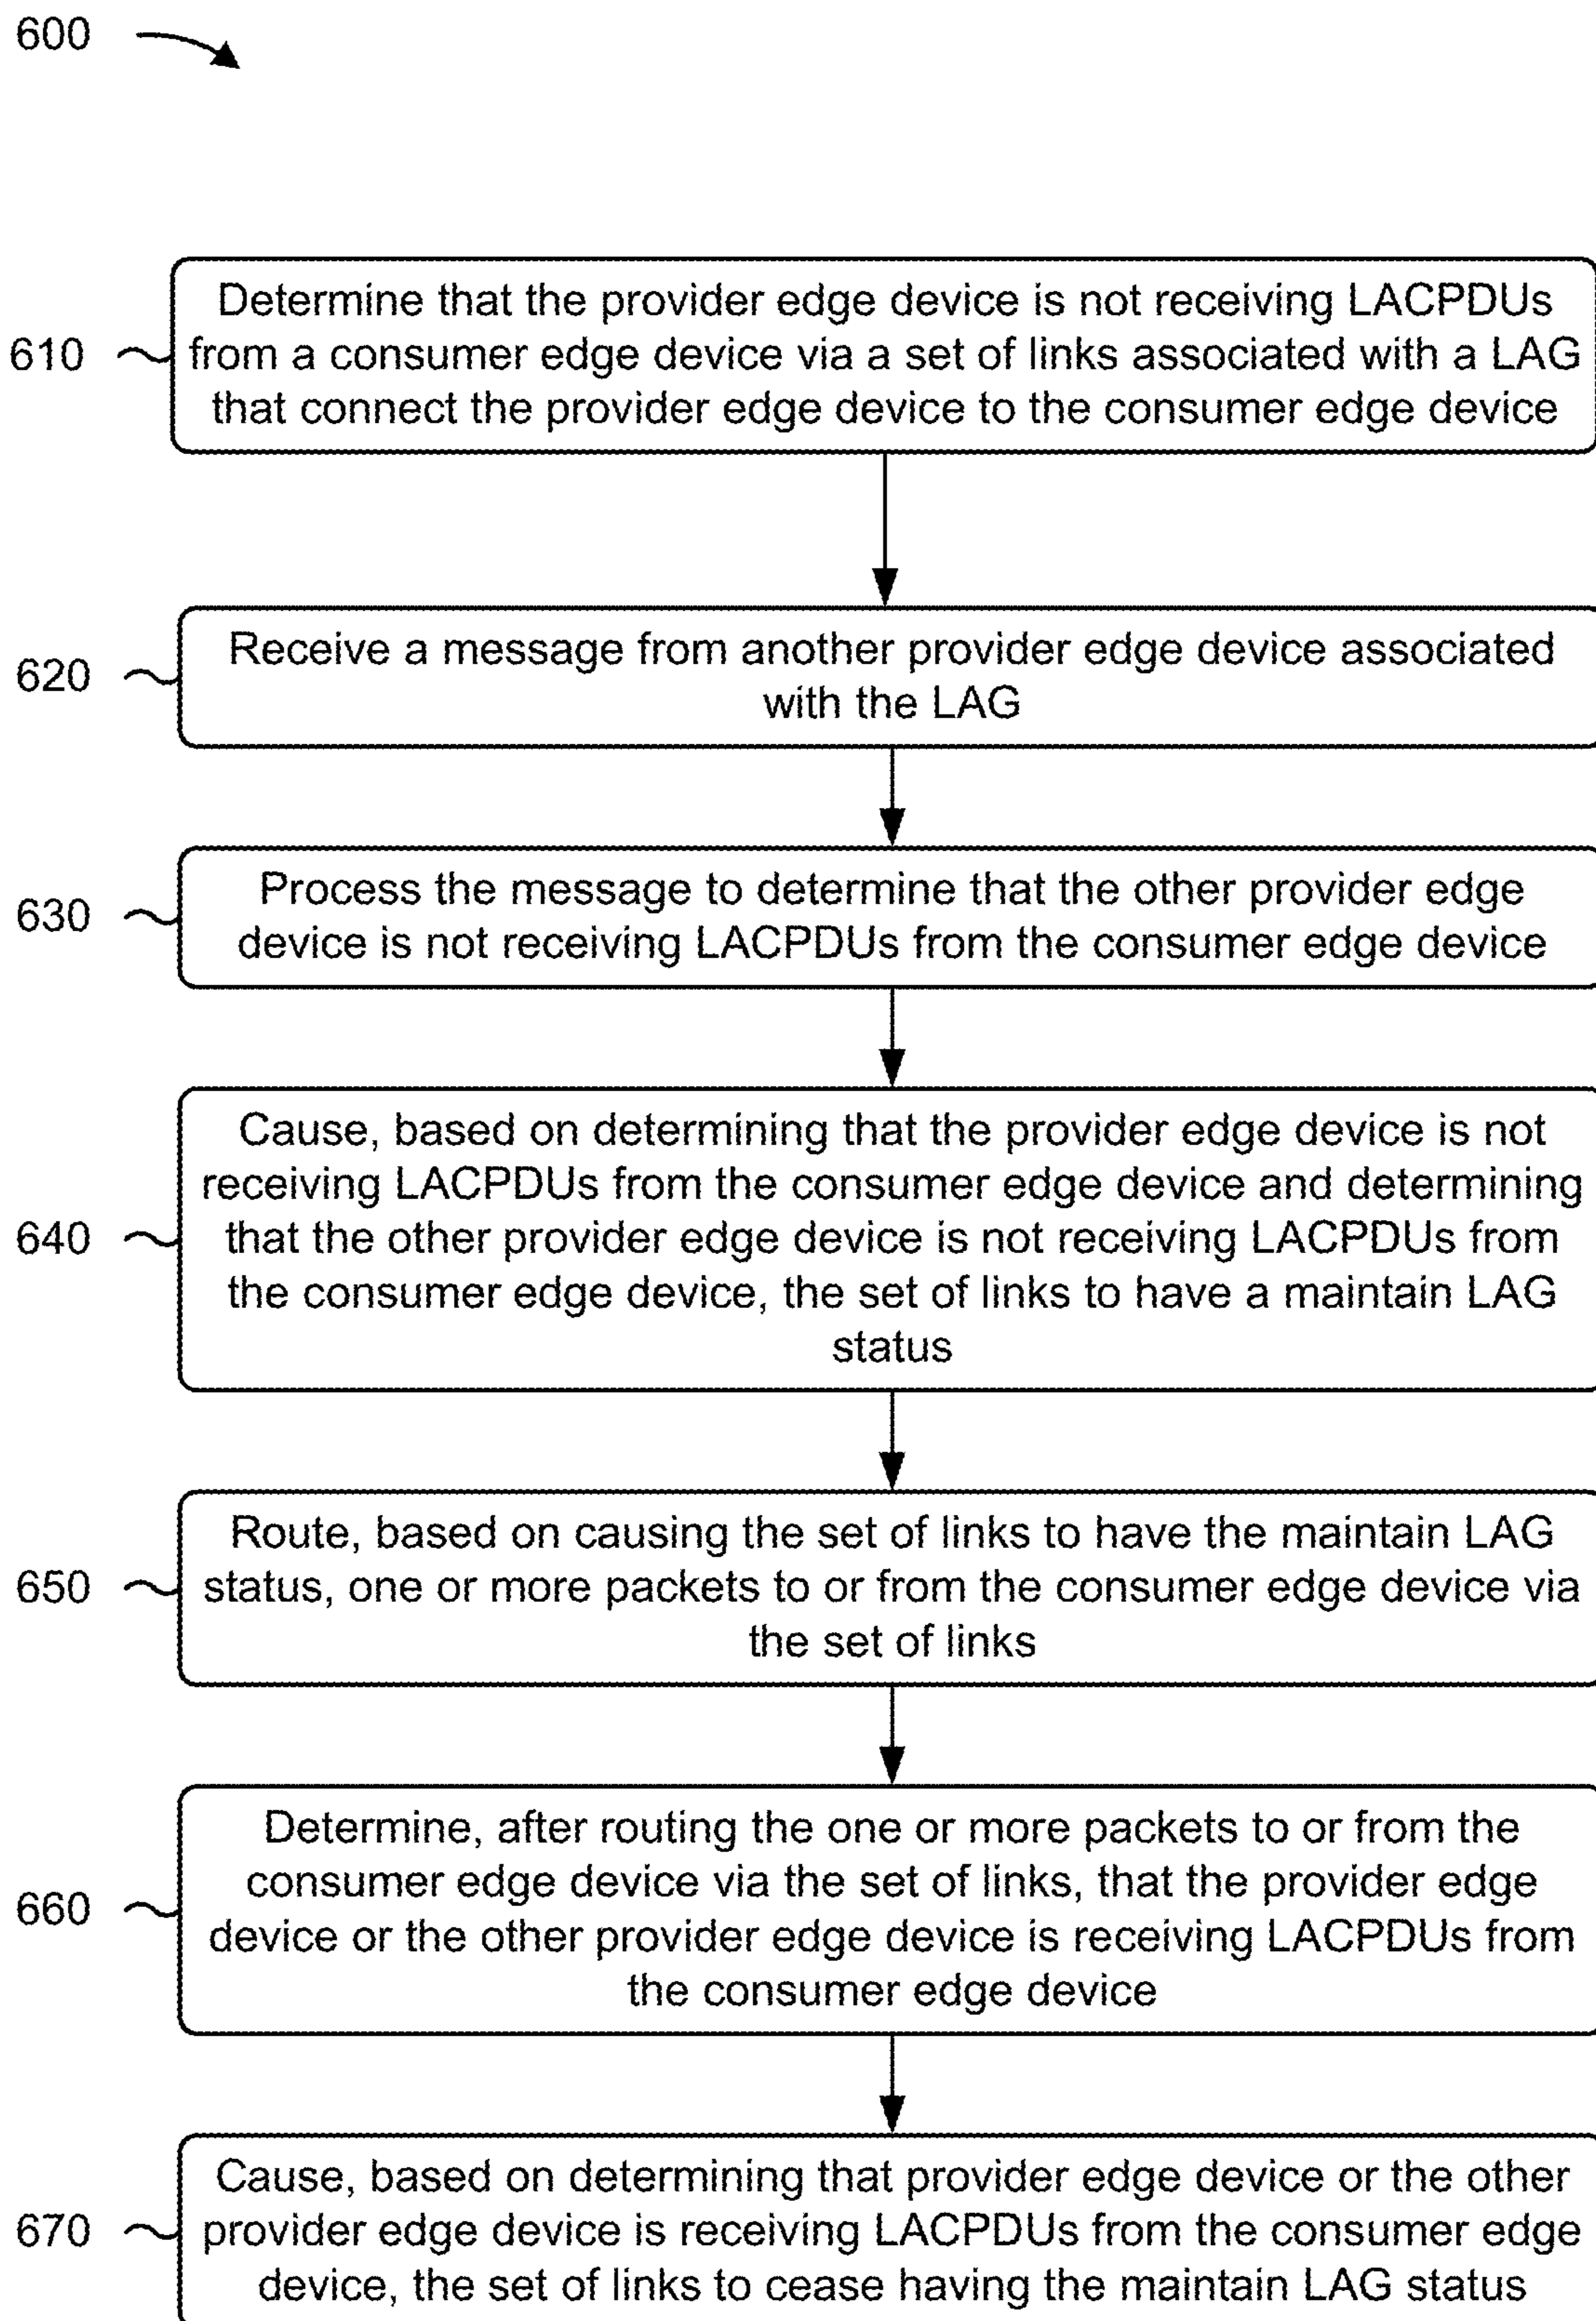 600
610
Determine that the provider edge device is not receiving LACPDUs
from a consumer edge device via a set of links associated with a LAG
that connect the provider edge device to the consumer edge device
620
Receive a message from another provider edge device associated
with the LAG
630
Process the message to determine that the other provider edge
device is not receiving LACPDUs from the consumer edge device
640
Cause, based on determining that the provider edge device is not
receiving LACPDUs from the consumer edge device and determining
that the other provider edge device is not receiving LACPDUs from
the consumer edge device, the set of links to have a maintain LAG
status
650
Route, based on causing the set of links to have the maintain LAG
status, one or more packets to or from the consumer edge device via
the set of links
660
Determine, after routing the one or more packets to or from the
consumer edge device via the set of links, that the provider edge
device or the other provider edge device is receiving LACPDUs from
the consumer edge device
670
Cause, based on determining that provider edge device or the other
provider edge device is receiving LACPDUs from the consumer edge
device, the set of links to cease having the maintain LAG status